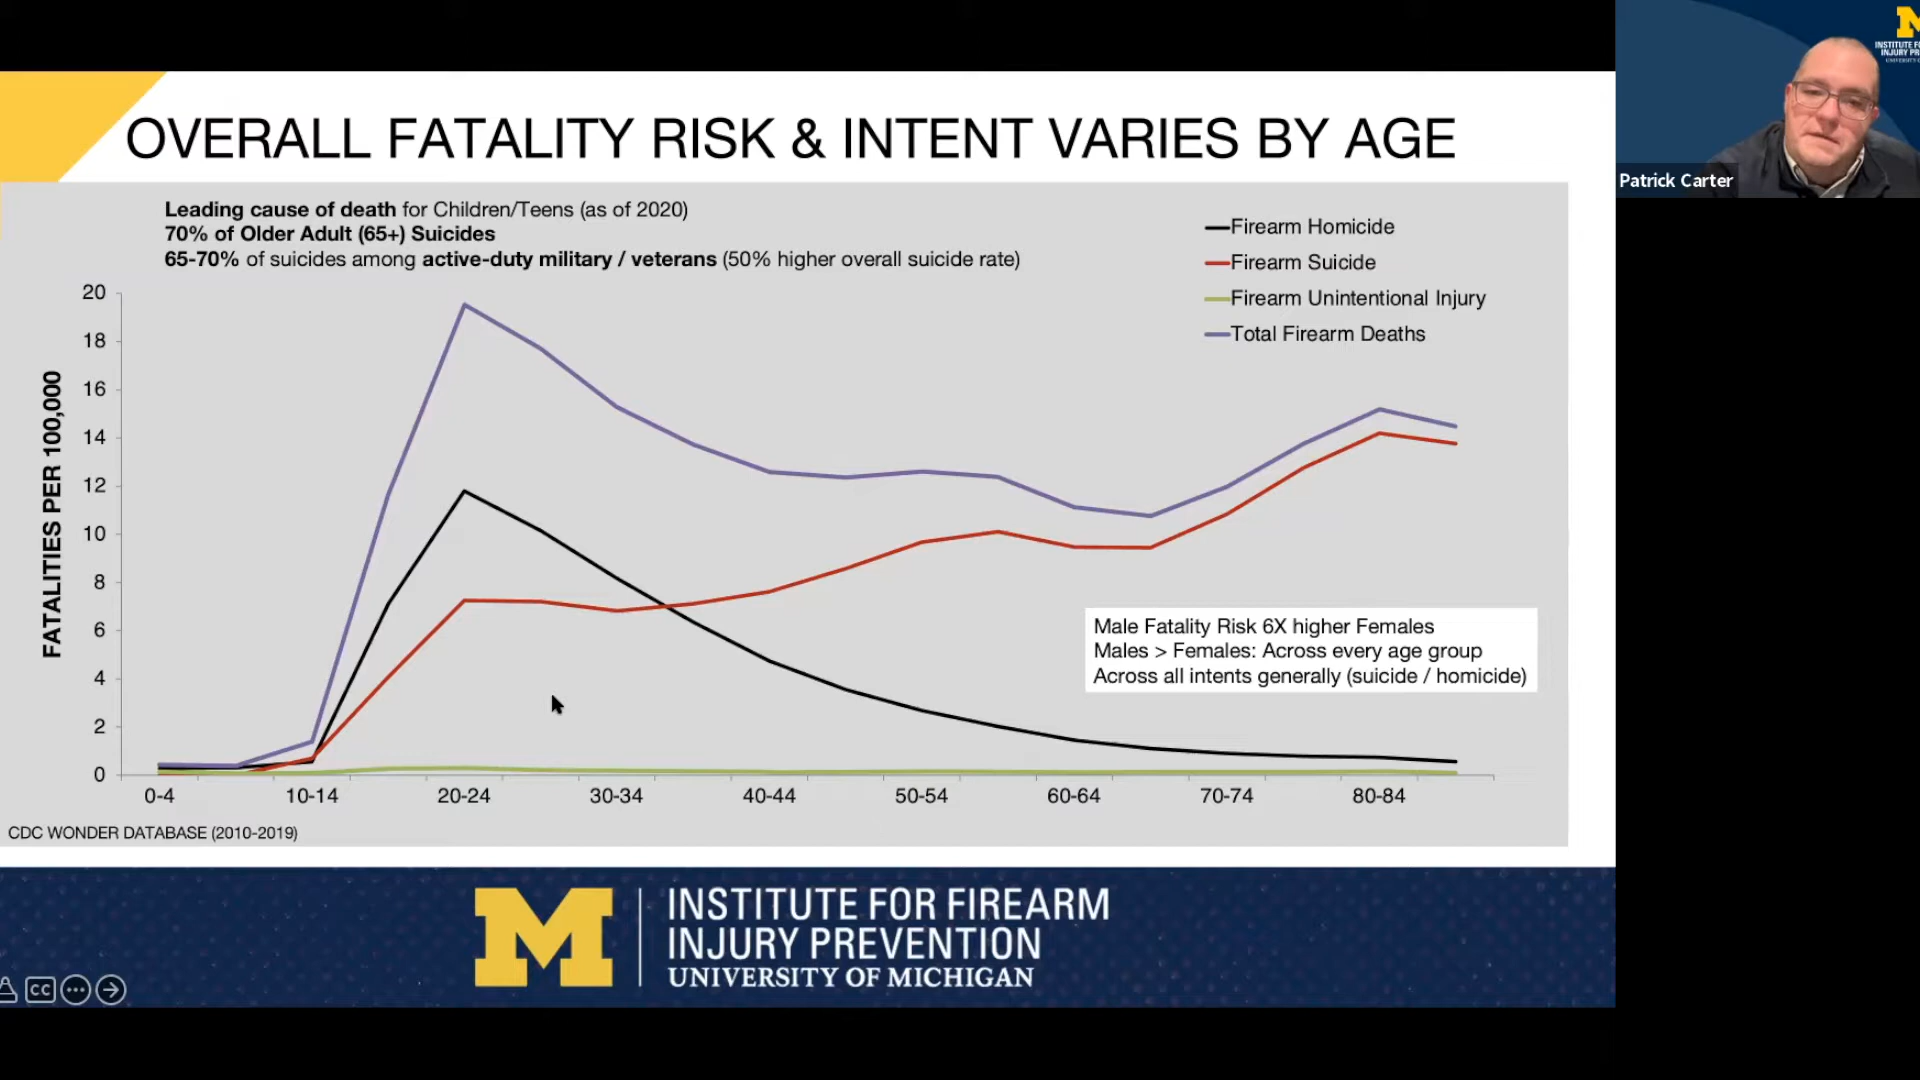 OVERALL FATALITY RISK & INTENT VARIES BY AGE
Leading cause of death for Children/Teens (as of 2020)
70% of Older Adult (65+) Suicides
65-70% of suicides among active-duty military / veterans (50% higher overall suicide rate)
Firearm Homicide
Firearm Suicide
Firearm Unintentional Injury
Total Firearm Deaths
FATALITIES PER 100,000
20
18
16
14
12
10
8
6
4
2
0
0-4 10-14 20-24 30-34 40-44 50-54 60-64 70-74 80-84
Male Fatality Risk 6X higher Females
Males > Females: Across every age group
Across all intents generally (suicide / homicide)
CDC WONDER DATABASE (2010-2019)
M
INSTITUTE FOR FIREARM
INJURY PREVENTION
UNIVERSITY OF MICHIGAN
CC
Patrick Carter
M
INSTITUTE
INJURY